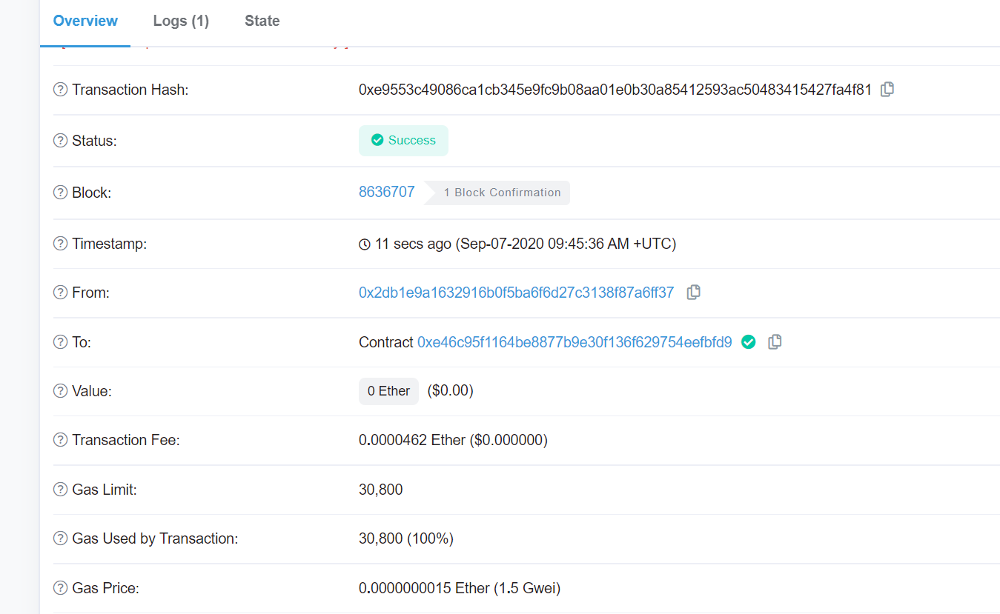 Overview Logs (1) State
Transaction Hash: 0xe9553c49086ca1cb345e9fc9b08aa01e0b30a85412593ac50483415427fa4f81
Status: Success
Block: 8636707 1 Block Confirmation
Timestamp: 11 secs ago (Sep-07-2020 09:45:36 AM +UTC)
From: 0x2db1e9a1632916b0f5ba6f6d27c3138f87a6ff37
To: Contract 0xe46c95f1164be8877b9e30f136f629754eefbfd9
Value: 0 Ether ($0.00)
Transaction Fee: 0.0000462 Ether ($0.000000)
Gas Limit: 30,800
Gas Used by Transaction: 30,800 (100%)
Gas Price: 0.0000000015 Ether (1.5 Gwei)